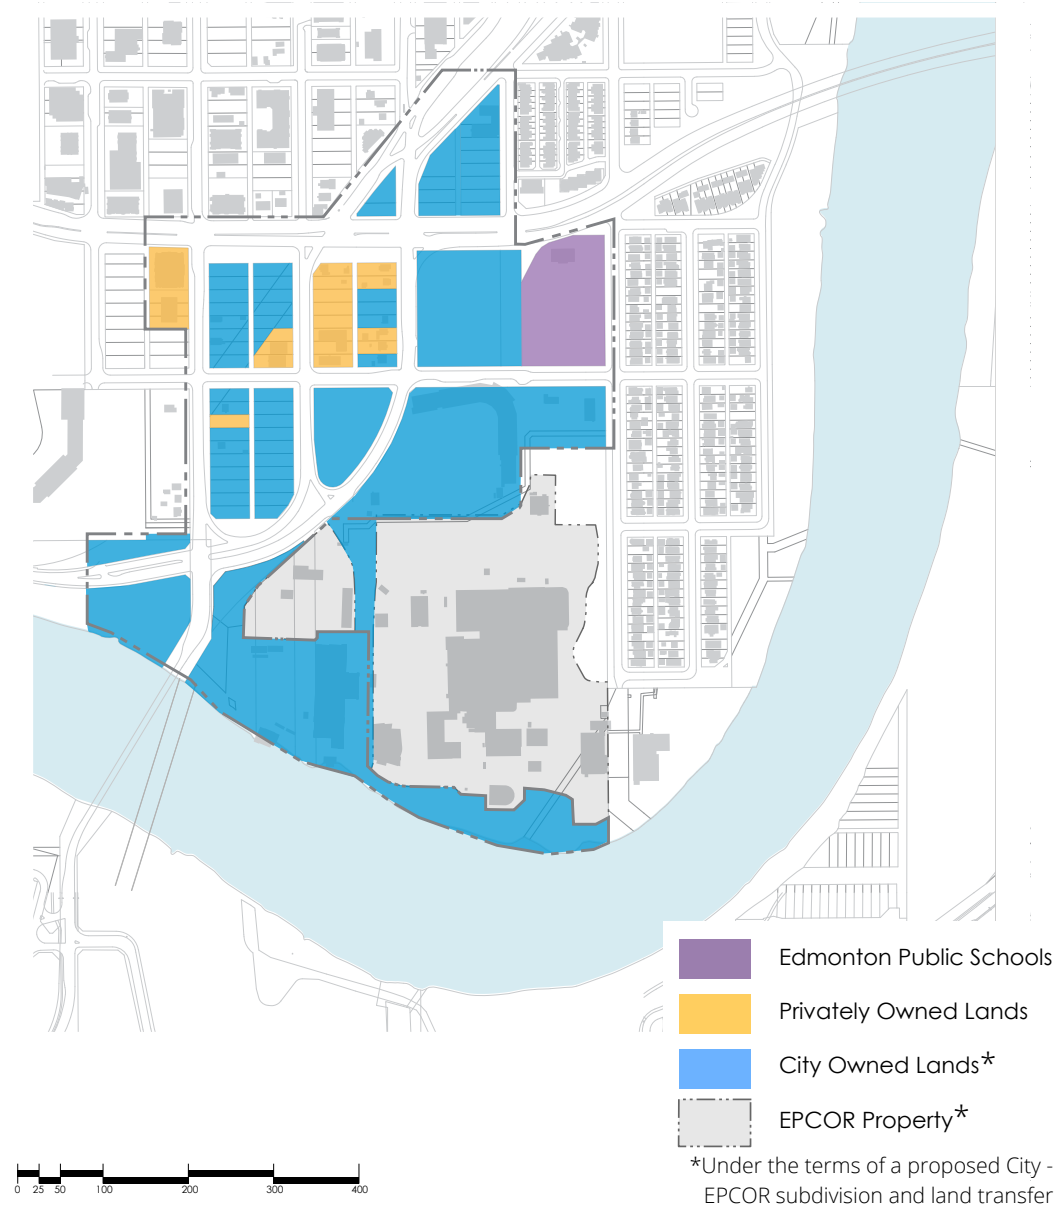 Edmonton Public Schools
Privately Owned Lands
City Owned Lands*
EPCOR Property*
*Under the terms of a proposed City -
EPCOR subdivision and land transfer
0 25 50 100 200 300 400